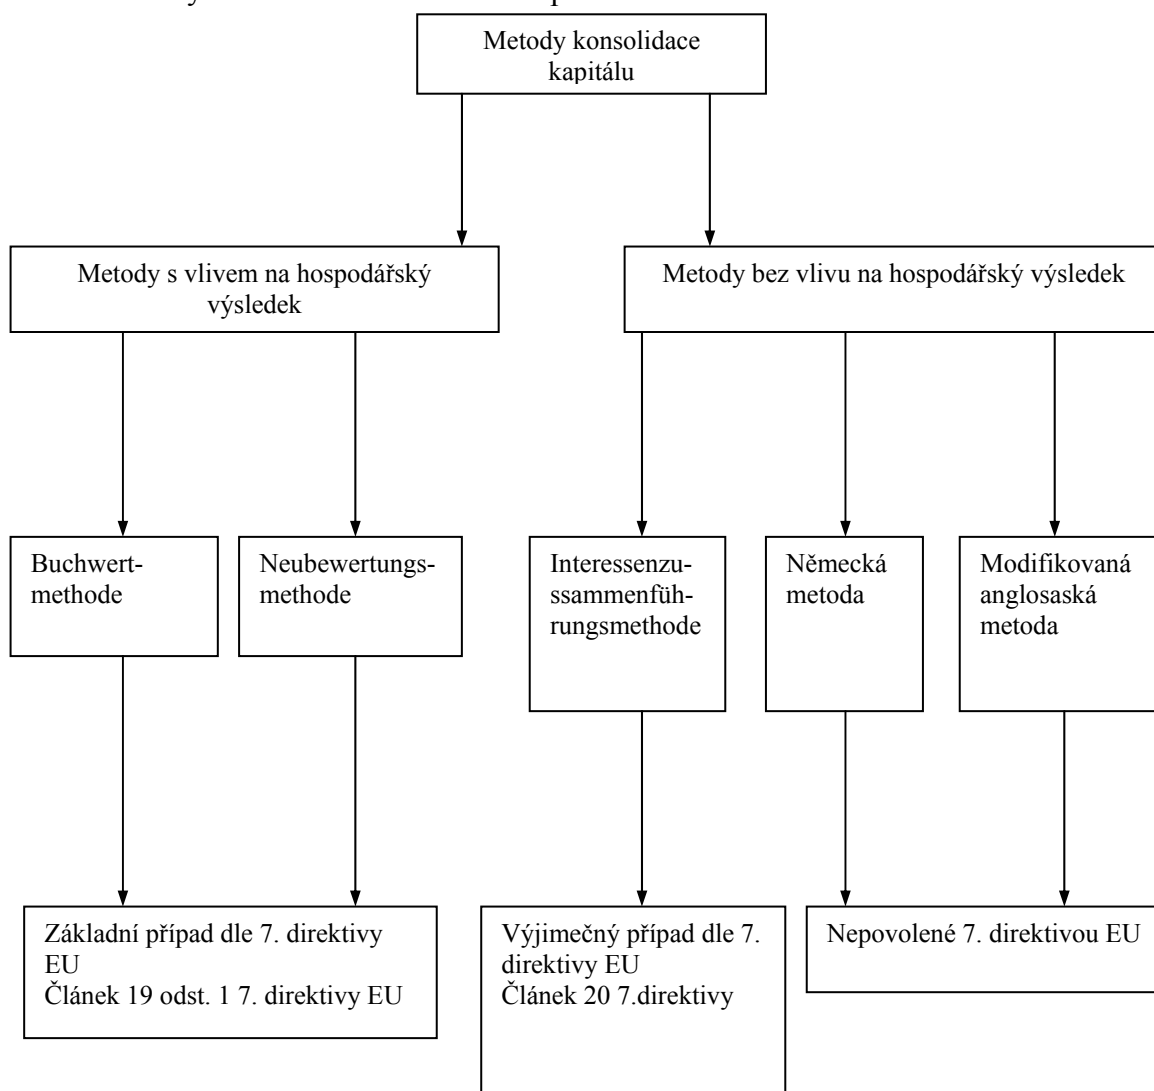 Metody konsolidace
kapitálu
Metody s vlivem na hospodářský
výsledek
Metody bez vlivu na hospodářský výsledek
Buchwert-
methode
Neubewertungs-
methode
Interessenzu-
ssammenfüh-
rungsmethode
Německá
metoda
Modifikovaná
anglosaská
metoda
Základní případ dle 7. direktivy
EU
Článek 19 odst. 1 7. direktivy EU
Výjimečný případ dle 7.
direktivy EU
Článek 20 7.direktivy
Nepovolené 7. direktivou EU